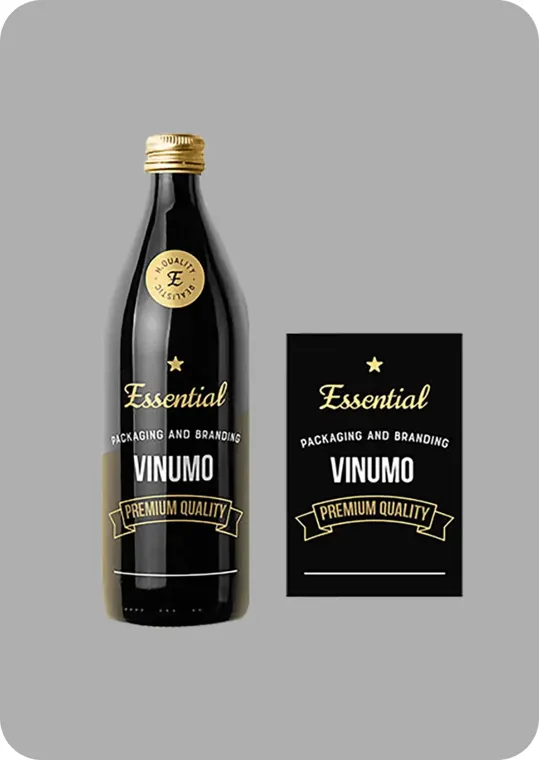 H.QUALITY
E
REALISTIC
Essential
PACKAGING AND BRANDING
VINUMO
PREMIUM QUALITY
Essential
PACKAGING AND BRANDING
VINUMO
PREMIUM QUALITY